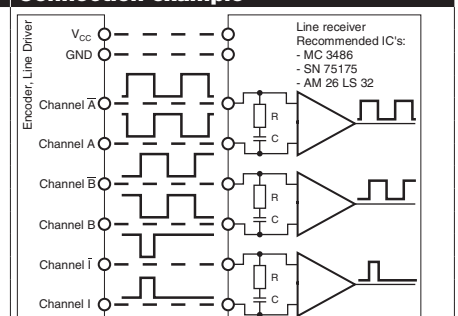 Connection example
Encoder, Line Driver
VCC
GND
Channel A̅
Channel A
Channel B̅
Channel B
Channel I̅
Channel I
Line receiver
Recommended IC's:
- MC 3486
- SN 75175
- AM 26 LS 32
R
C
R
C
R
C